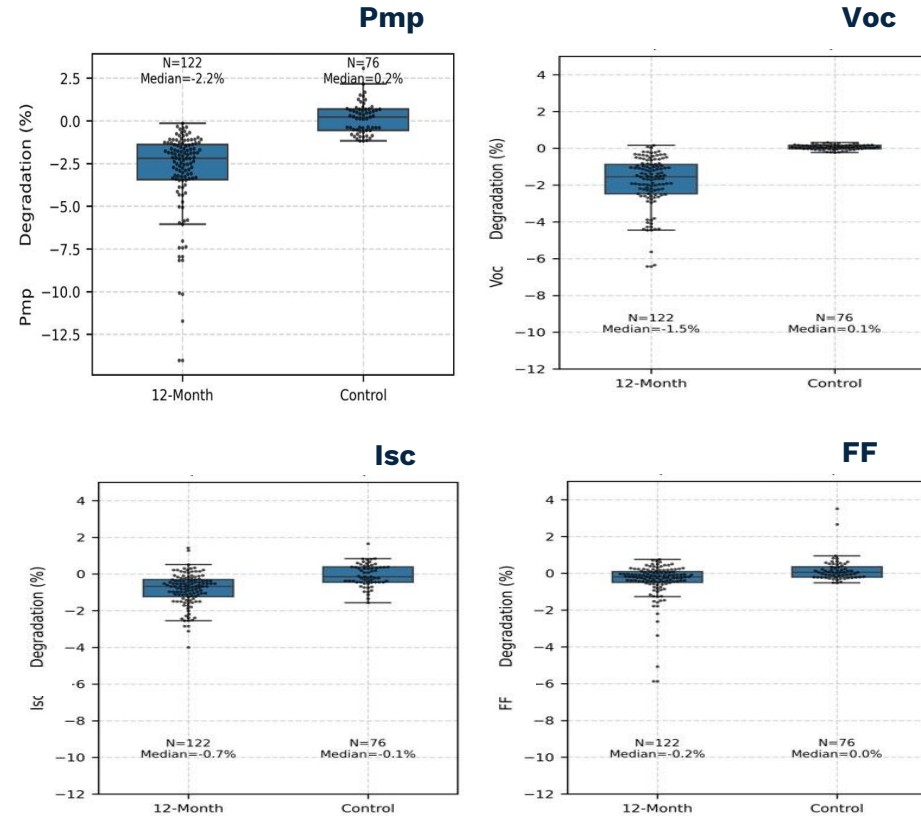 Pmp
Voc
N=122
Median=-2.2%
N=76
Median=0.2%
Pmp Degradation (%)
2.5
0.0
−2.5
−5.0
−7.5
−10.0
−12.5
12-Month
Control
Voc Degradation (%)
4
2
0
−2
−4
−6
−8
−10
−12
N=122
Median=-1.5%
N=76
Median=0.1%
12-Month
Control
Isc
FF
Isc Degradation (%)
4
2
0
−2
−4
−6
−8
−10
−12
N=122
Median=-0.7%
N=76
Median=-0.1%
12-Month
Control
FF Degradation (%)
4
2
0
−2
−4
−6
−8
−10
−12
N=122
Median=-0.2%
N=76
Median=0.0%
12-Month
Control